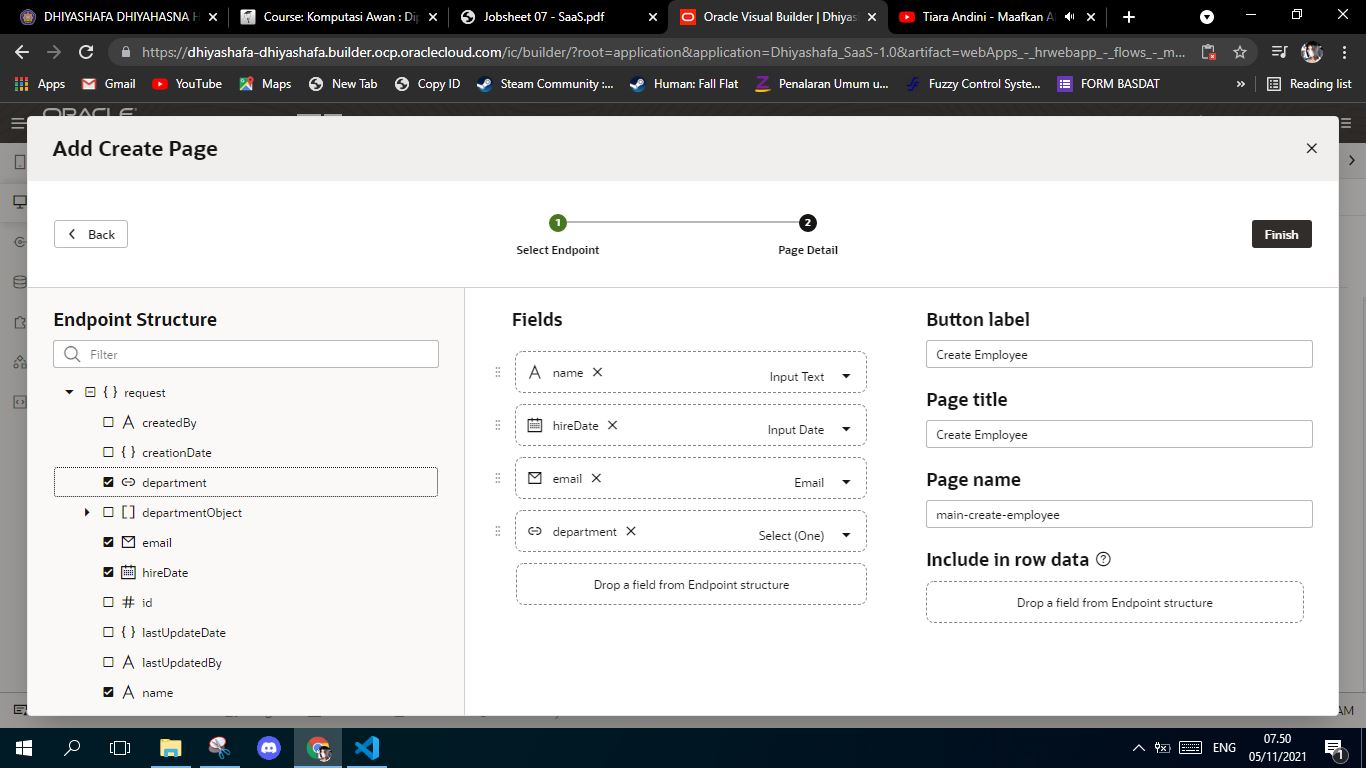 DHIYASHAFA DHIYAHASNA H
Course: Komputasi Awan : Dip
Jobsheet 07 - SaaS.pdf
Oracle Visual Builder | Dhiyash
Tiara Andini - Maafkan A
https://dhiyashafa-dhiyashafa.builder.ocp.oraclecloud.com/ic/builder/?root=application&application=Dhiyashafa_SaaS-1.0&artifact=webApps_-_hrwebapp_-_flows_-_m...
Apps
Gmail
YouTube
Maps
New Tab
Copy ID
Steam Community :...
Human: Fall Flat
Penalaran Umum u...
Fuzzy Control Syste...
FORM BASDAT
»
Reading list
ORACLE
Add Create Page
Back
1
2
Select Endpoint
Page Detail
Finish
Endpoint Structure
Filter
{ } request
createdBy
{ } creationDate
department
[ ] departmentObject
email
hireDate
# id
{ } lastUpdateDate
lastUpdatedBy
name
Fields
name
Input Text
hireDate
Input Date
email
Email
department
Select (One)
Drop a field from Endpoint structure
Button label
Create Employee
Page title
Create Employee
Page name
main-create-employee
Include in row data
Drop a field from Endpoint structure
AM
ENG
07.50
05/11/2021
1